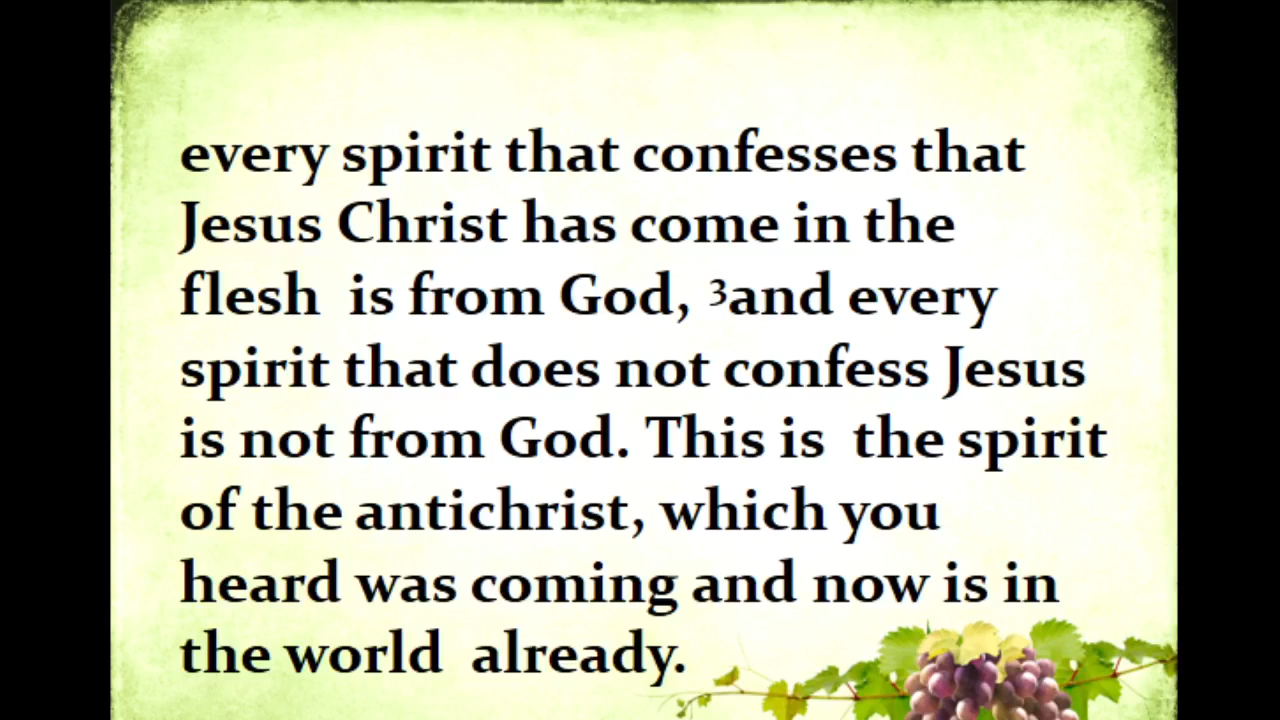 every spirit that confesses that
Jesus Christ has come in the
flesh  is from God, ³and every
spirit that does not confess Jesus
is not from God. This is  the spirit
of the antichrist, which you
heard was coming and now is in
the world  already.